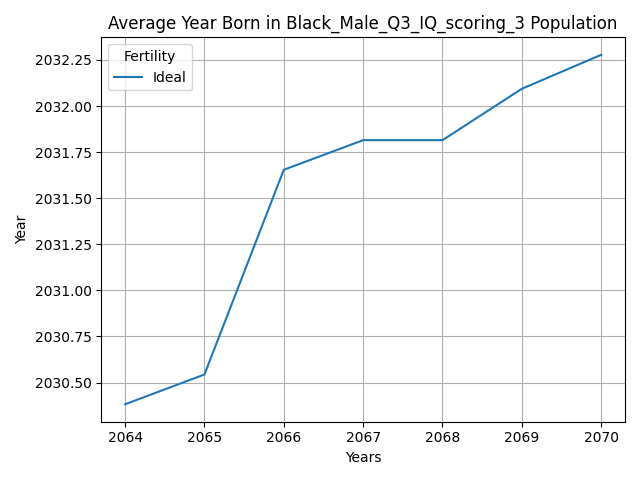 Average Year Born in Black_Male_Q3_IQ_scoring_3 Population
Fertility
Ideal
2032.25
2032.00
2031.75
2031.50
2031.25
2031.00
2030.75
2030.50
Year
2064 2065 2066 2067 2068 2069 2070
Years